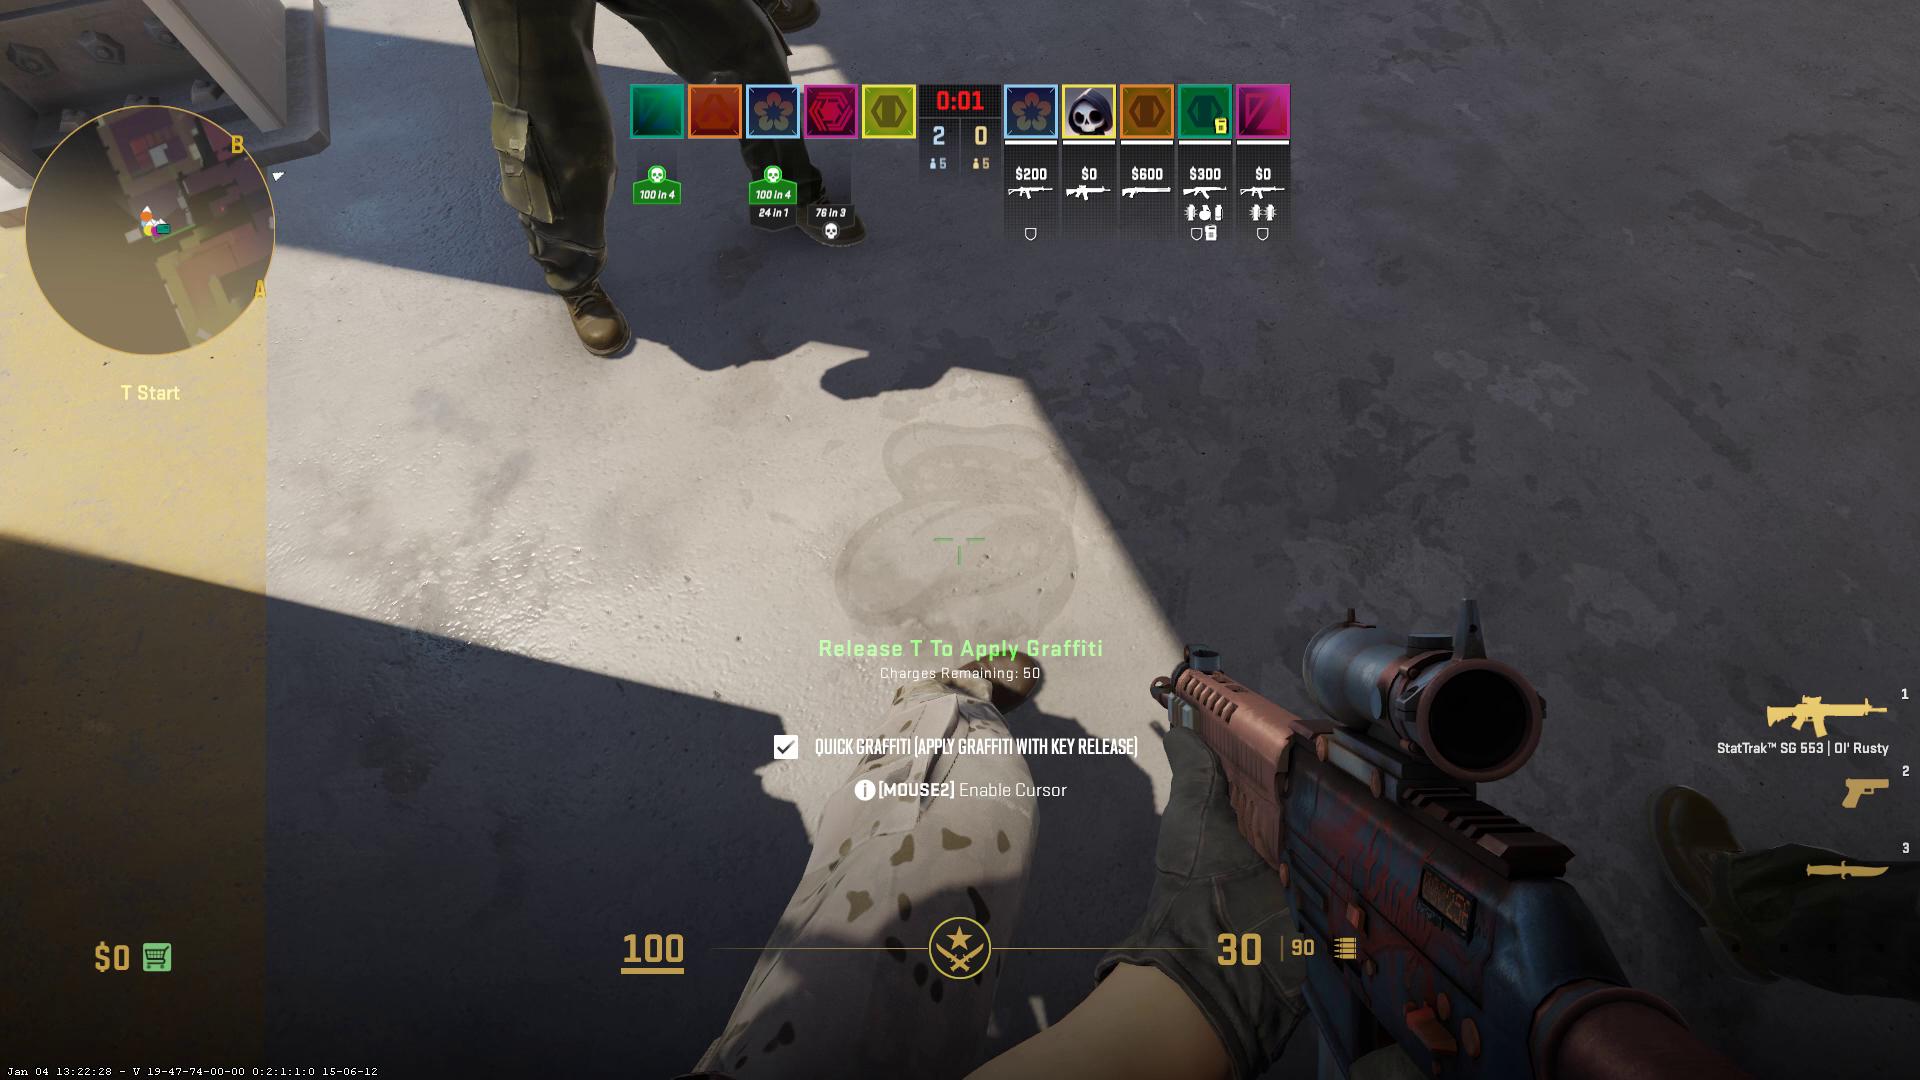 0:01
2 0
5 5
B
A
T Start
100 in 4
100 in 4
24 in 1
76 in 3
$200
$0
$600
$300
$0
Release T To Apply Graffiti
Charges Remaining: 50
QUICK GRAFFITI (APPLY GRAFFITI WITH KEY RELEASE)
[MOUSE2] Enable Cursor
1
StatTrak™ SG 553 | Ol' Rusty
2
3
$0
100
30 | 90
Jan 04 13:22:28 - V 19-47-74-00-00 0:2:1:1:0 15-06-12